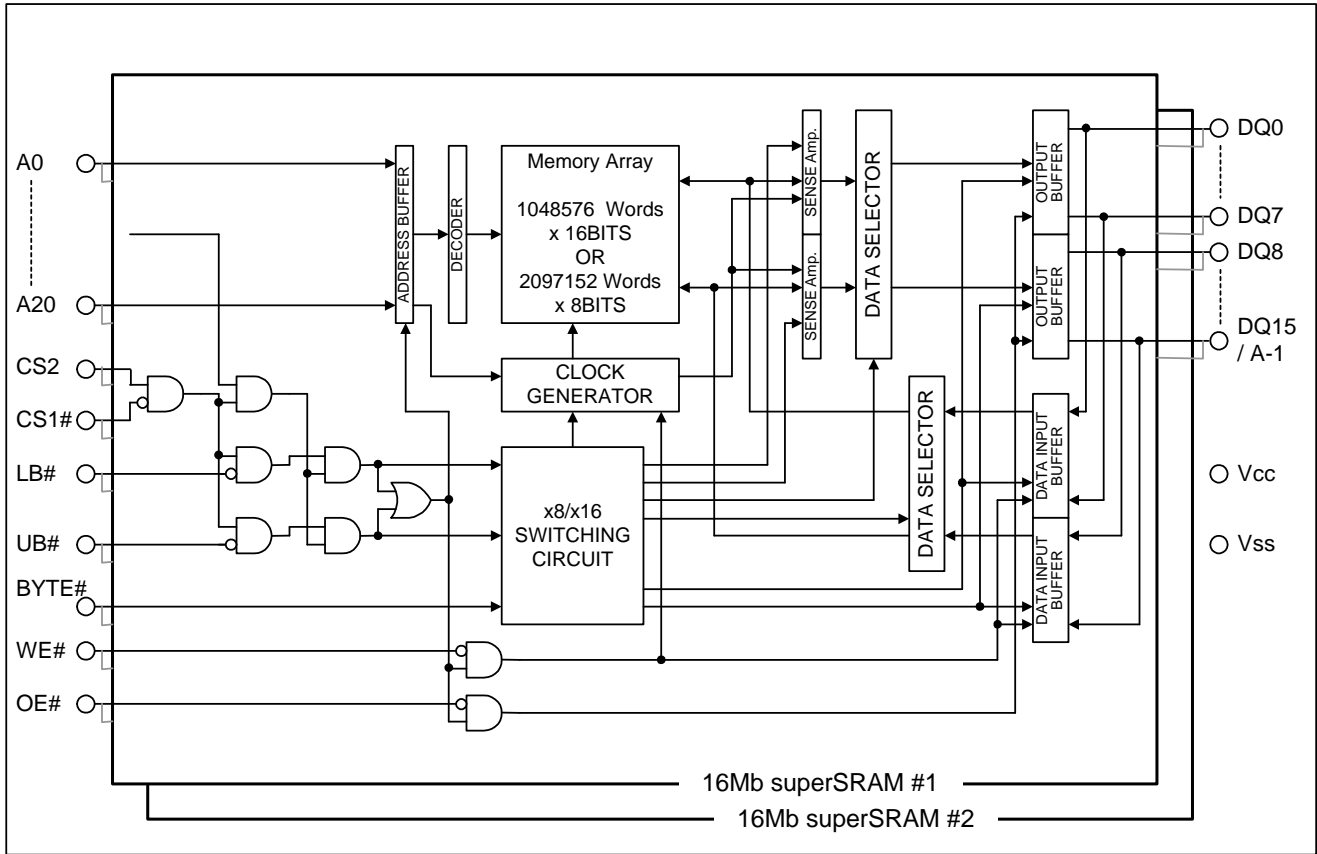 A0
A20
CS2
CS1#
LB#
UB#
BYTE#
WE#
OE#
ADDRESS BUFFER
DECODER
Memory Array
1048576 Words
x 16BITS
OR
2097152 Words
x 8BITS
CLOCK
GENERATOR
x8/x16
SWITCHING
CIRCUIT
SENSE Amp.
SENSE Amp.
DATA SELECTOR
DATA SELECTOR
OUTPUT
BUFFER
OUTPUT
BUFFER
DATA INPUT
BUFFER
DATA INPUT
BUFFER
DQ0
DQ7
DQ8
DQ15
/ A-1
Vcc
Vss
16Mb superSRAM #1
16Mb superSRAM #2